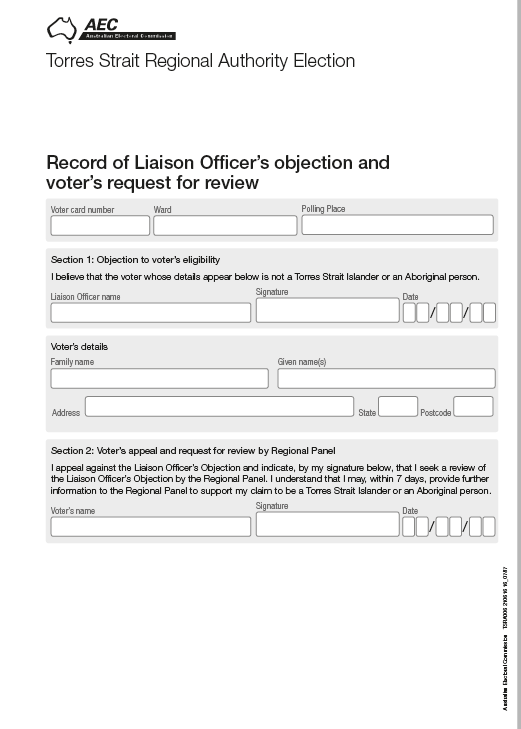 AEC
Australian Electoral Commission
Torres Strait Regional Authority Election
Record of Liaison Officer's objection and
voter's request for review
Voter card number Ward Polling Place
Section 1: Objection to voter's eligibility
I believe that the voter whose details appear below is not a Torres Strait Islander or an Aboriginal person.
Liaison Officer name Signature Date
/ /
Voter's details
Family name Given name(s)
Address State Postcode
Section 2: Voter's appeal and request for review by Regional Panel
I appeal against the Liaison Officer's Objection and indicate, by my signature below, that I seek a review of
the Liaison Officer's Objection by the Regional Panel. I understand that I may, within 7 days, provide further
information to the Regional Panel to support my claim to be a Torres Strait Islander or an Aboriginal person.
Voter's name Signature Date
/ /
Australian Electoral Commission